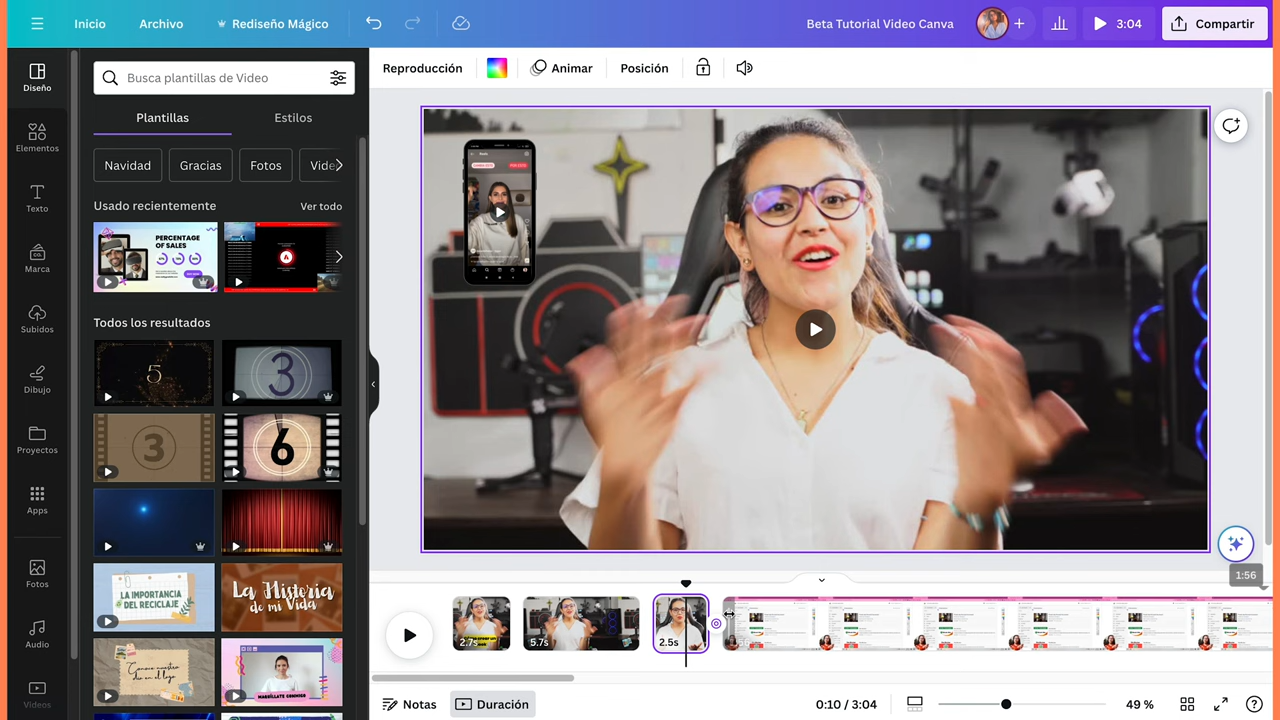 Inicio
Archivo
Rediseño Mágico
Beta Tutorial Video Canva
3:04
Compartir
Diseño
Elementos
Texto
Marca
Subidos
Dibujo
Proyectos
Apps
Fotos
Audio
Videos
Busca plantillas de Video
Plantillas
Estilos
Navidad
Gracias
Fotos
Vide
Usado recientemente
Ver todo
PERCENTAGE
OF SALES
Todos los resultados
5
3
3
6
LA IMPORTANCIA
DEL RECICLAJE
La Historia
de mi Vida
MAQUÍLLATE CONMIGO
Reproducción
Animar
Posición
1:56
2.7s
5.7s
2.5s
Notas
Duración
0:10 / 3:04
49 %